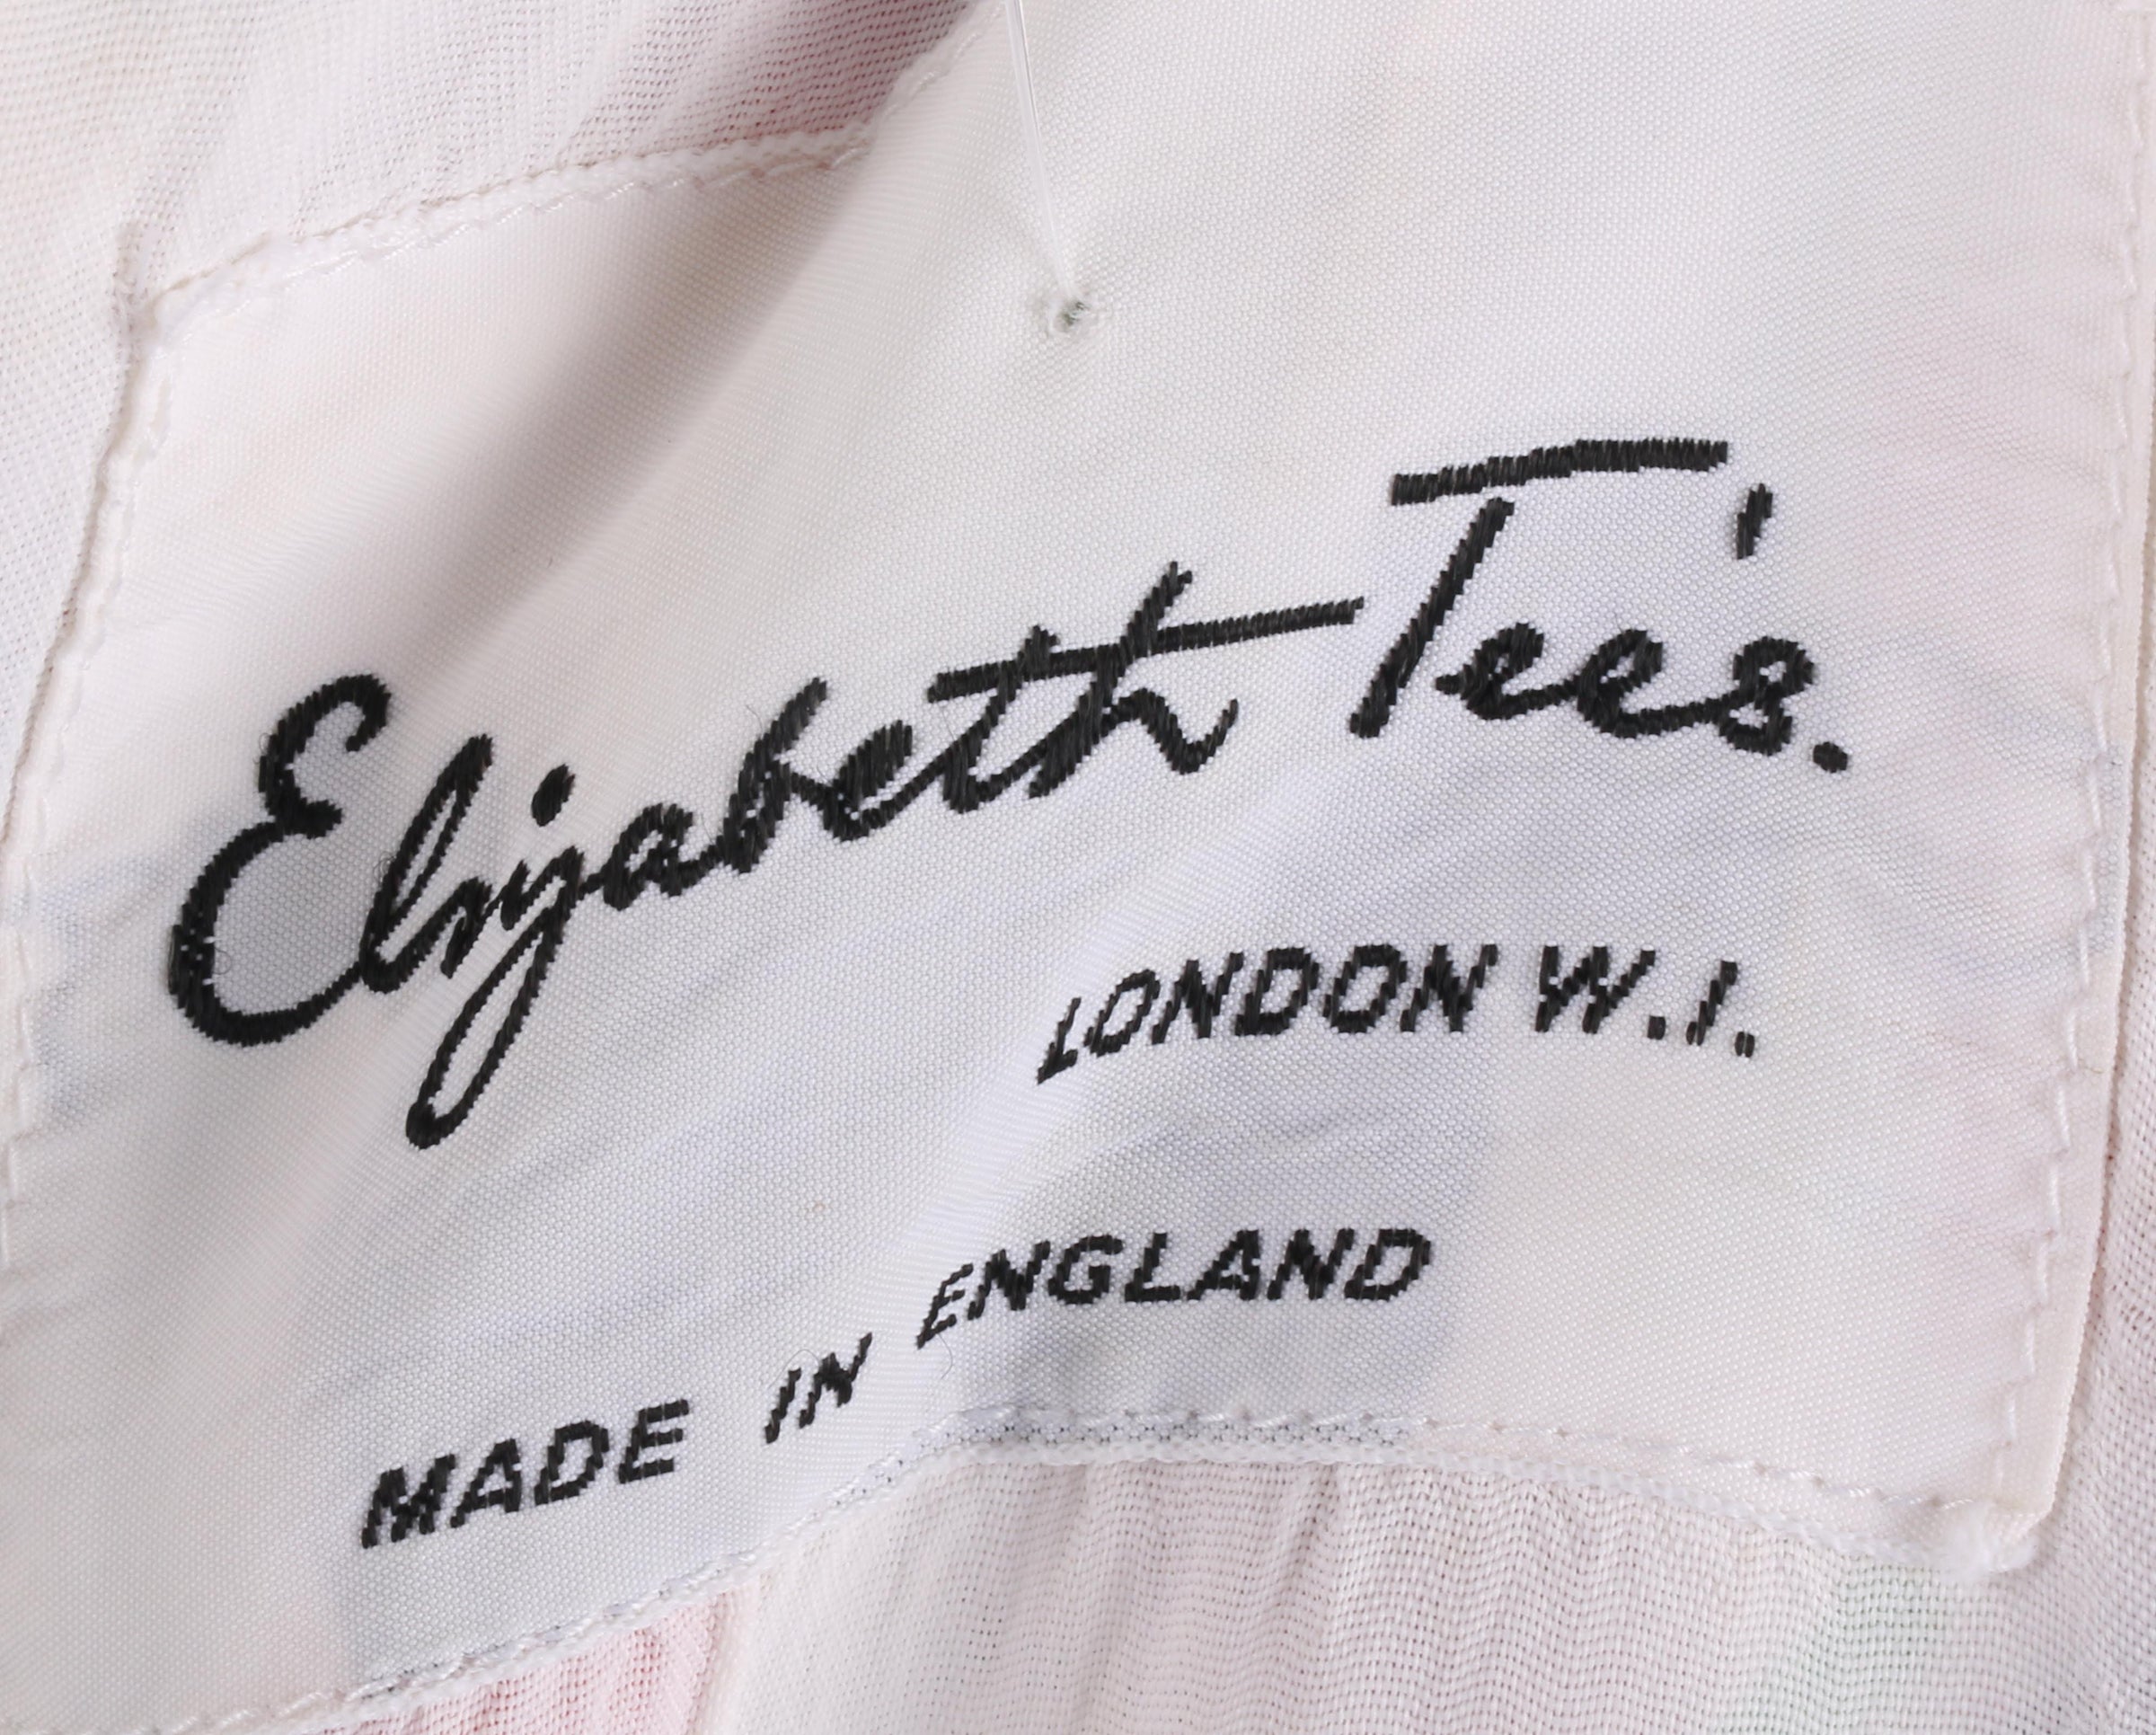 Elizabeth Tee's.
LONDON W.1.
MADE IN ENGLAND